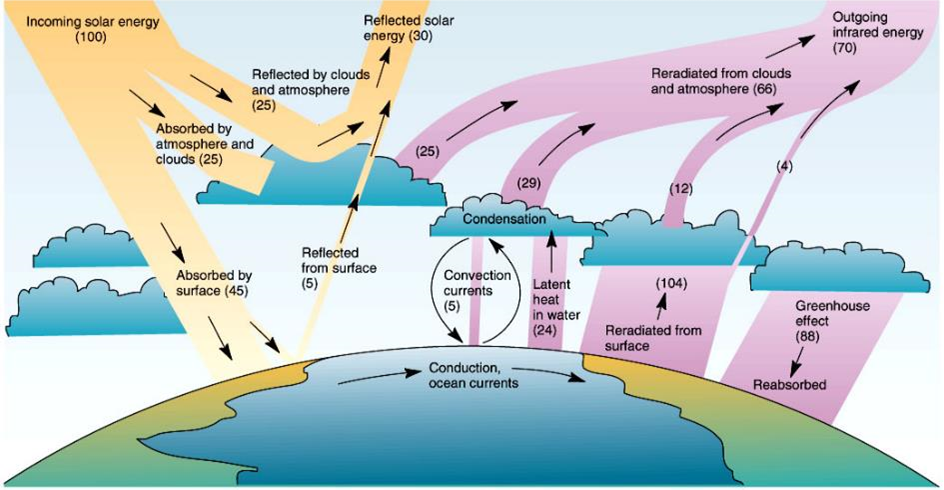 Incoming solar energy
(100)
Reflected solar
energy (30)
Outgoing
infrared energy
(70)
Reflected by clouds
and atmosphere
(25)
Reradiated from clouds
and atmosphere (66)
Absorbed by
atmosphere and
clouds (25)
(25)
(29)
(12)
(4)
Condensation
Reflected
from surface
(5)
Absorbed by
surface (45)
Convection
currents
(5)
Latent
heat
in water
(24)
(104)
Reradiated from
surface
Greenhouse
effect
(88)
Reabsorbed
Conduction,
ocean currents